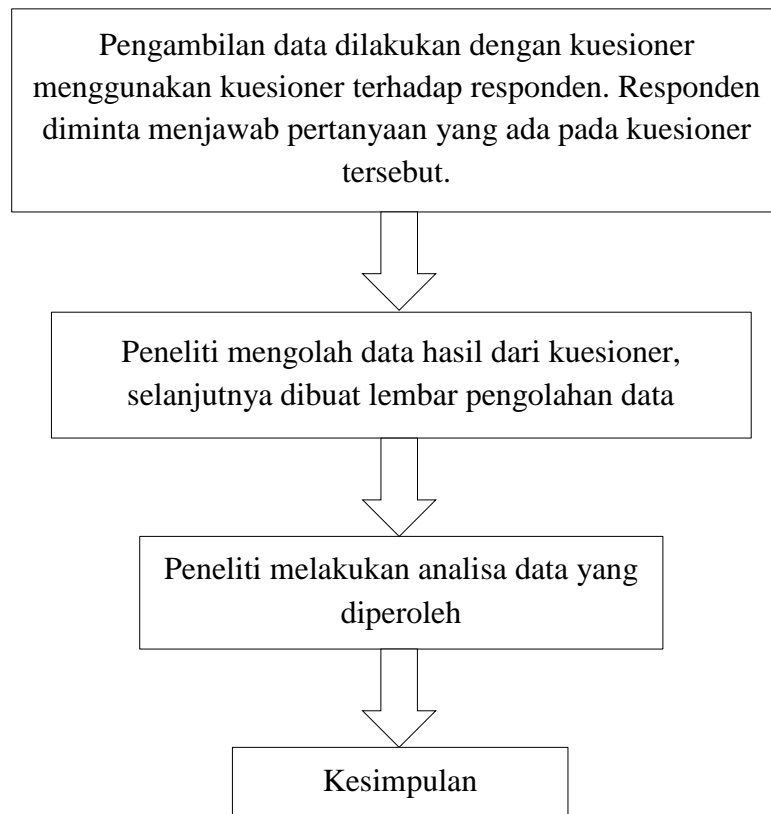 Pengambilan data dilakukan dengan kuesioner
menggunakan kuesioner terhadap responden. Responden
diminta menjawab pertanyaan yang ada pada kuesioner
tersebut.
Peneliti mengolah data hasil dari kuesioner,
selanjutnya dibuat lembar pengolahan data
Peneliti melakukan analisa data yang
diperoleh
Kesimpulan